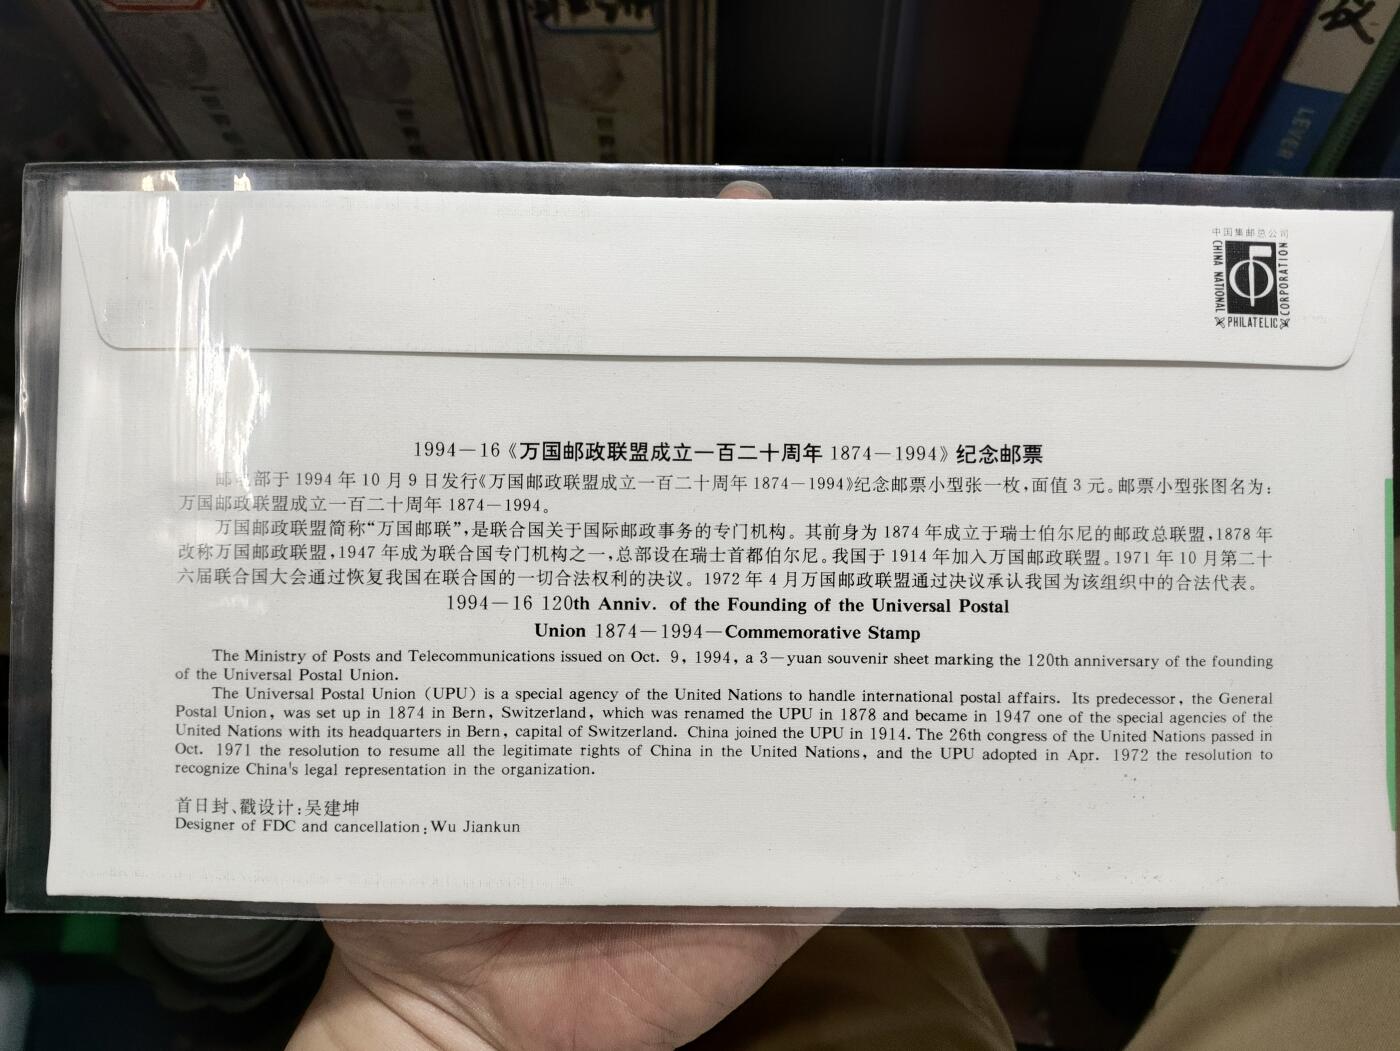 LEVER
中国集邮总公司
CHINA NATIONAL
PHILATELIC
CORPORATION
1994—16《万国邮政联盟成立一百二十周年 1874—1994》纪念邮票
邮电部于 1994 年 10 月 9 日发行《万国邮政联盟成立一百二十周年 1874—1994》纪念邮票小型张一枚,面值 3 元。邮票小型张图名为:
万国邮政联盟成立一百二十周年 1874—1994。
万国邮政联盟简称“万国邮联”,是联合国关于国际邮政事务的专门机构。其前身为 1874 年成立于瑞士伯尔尼的邮政总联盟,1878 年
改称万国邮政联盟,1947 年成为联合国专门机构之一,总部设在瑞士首都伯尔尼。我国于 1914 年加入万国邮政联盟。1971 年 10 月第二十
六届联合国大会通过恢复我国在联合国的一切合法权利的决议。1972 年 4 月万国邮政联盟通过决议承认我国为该组织中的合法代表。
1994—16 120th Anniv. of the Founding of the Universal Postal
Union 1874—1994—Commemorative Stamp
The Ministry of Posts and Telecommunications issued on Oct. 9, 1994, a 3—yuan souvenir sheet marking the 120th anniversary of the founding
of the Universal Postal Union.
The Universal Postal Union (UPU) is a special agency of the United Nations to handle international postal affairs. Its predecessor, the General
Postal Union, was set up in 1874 in Bern, Switzerland, which was renamed the UPU in 1878 and became in 1947 one of the special agencies of the
United Nations with its headquarters in Bern, capital of Switzerland. China joined the UPU in 1914. The 26th congress of the United Nations passed in
Oct. 1971 the resolution to resume all the legitimate rights of China in the United Nations, and the UPU adopted in Apr. 1972 the resolution to
recognize China's legal representation in the organization.
首日封、戳设计:吴建坤
Designer of FDC and cancellation:Wu Jiankun